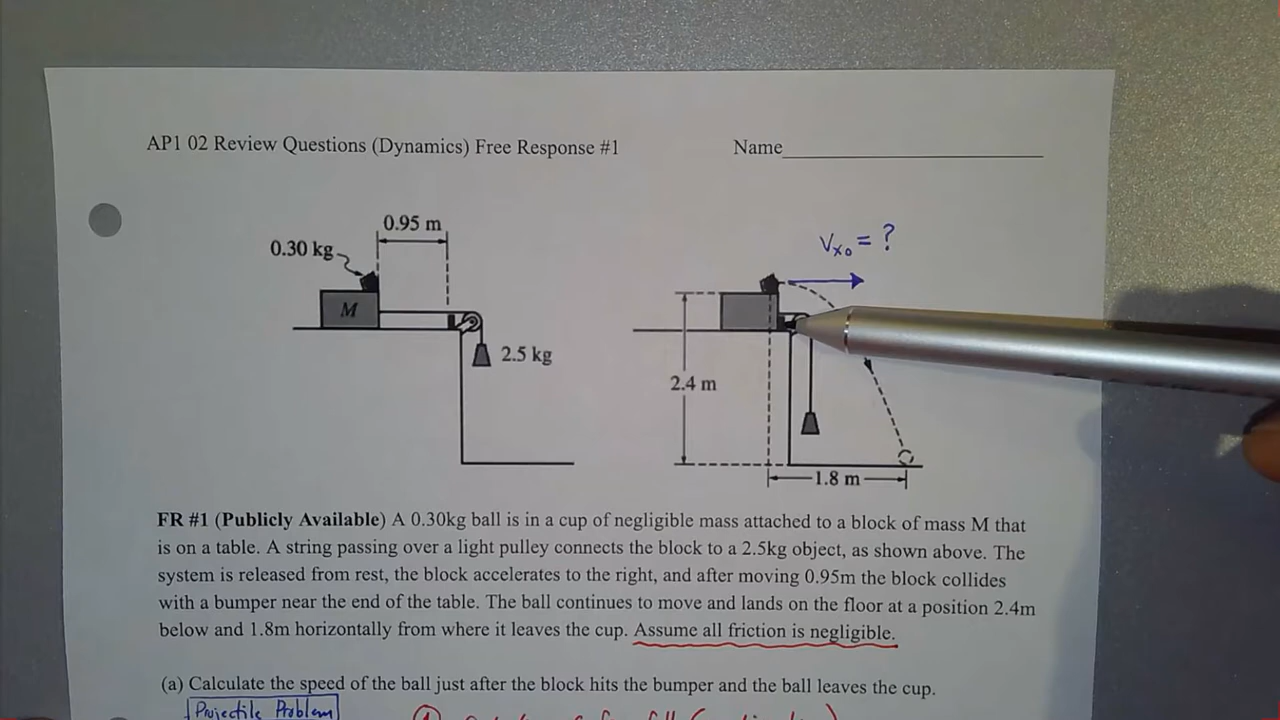 AP1 02 Review Questions (Dynamics) Free Response #1
Name
0.95 m
0.30 kg
M
2.5 kg
Vxo = ?
2.4 m
1.8 m
FR #1 (Publicly Available) A 0.30kg ball is in a cup of negligible mass attached to a block of mass M that
is on a table. A string passing over a light pulley connects the block to a 2.5kg object, as shown above. The
system is released from rest, the block accelerates to the right, and after moving 0.95m the block collides
with a bumper near the end of the table. The ball continues to move and lands on the floor at a position 2.4m
below and 1.8m horizontally from where it leaves the cup. Assume all friction is negligible.
(a) Calculate the speed of the ball just after the block hits the bumper and the ball leaves the cup.
Projectile Problem